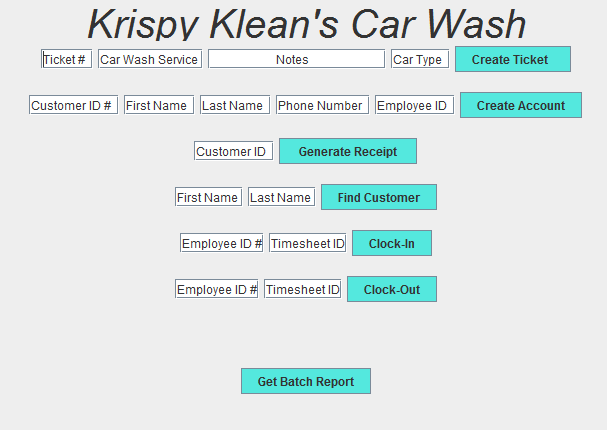 Krispy Klean's Car Wash
Ticket # Car Wash Service Notes Car Type Create Ticket
Customer ID # First Name Last Name Phone Number Employee ID Create Account
Customer ID Generate Receipt
First Name Last Name Find Customer
Employee ID # Timesheet ID Clock-In
Employee ID # Timesheet ID Clock-Out
Get Batch Report